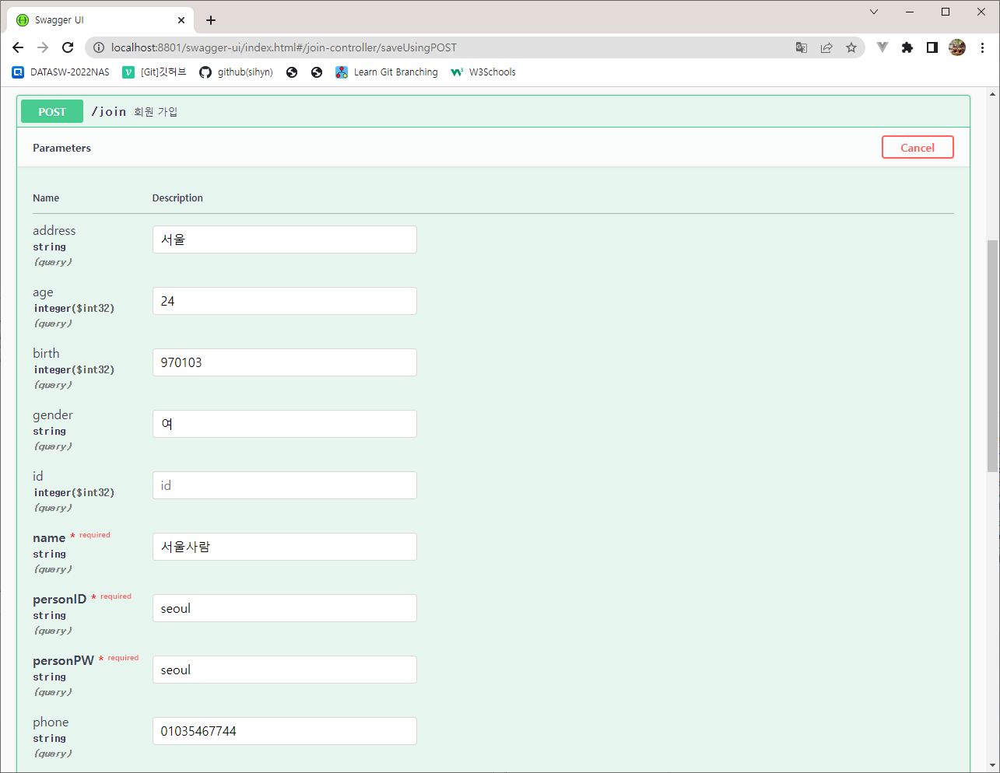 Swagger UI
localhost:8801/swagger-ui/index.html#/join-controller/saveUsingPOST
DATASW-2022NAS [Git]깃허브 github(sihyn) Learn Git Branching W3Schools
POST /join 회원 가입
Parameters Cancel
Name Description
address 서울
string
(query)
age 24
integer($int32)
(query)
birth 970103
integer($int32)
(query)
gender 여
string
(query)
id id
integer($int32)
(query)
name * required 서울사람
string
(query)
personID * required seoul
string
(query)
personPW * required seoul
string
(query)
phone 01035467744
string
(query)